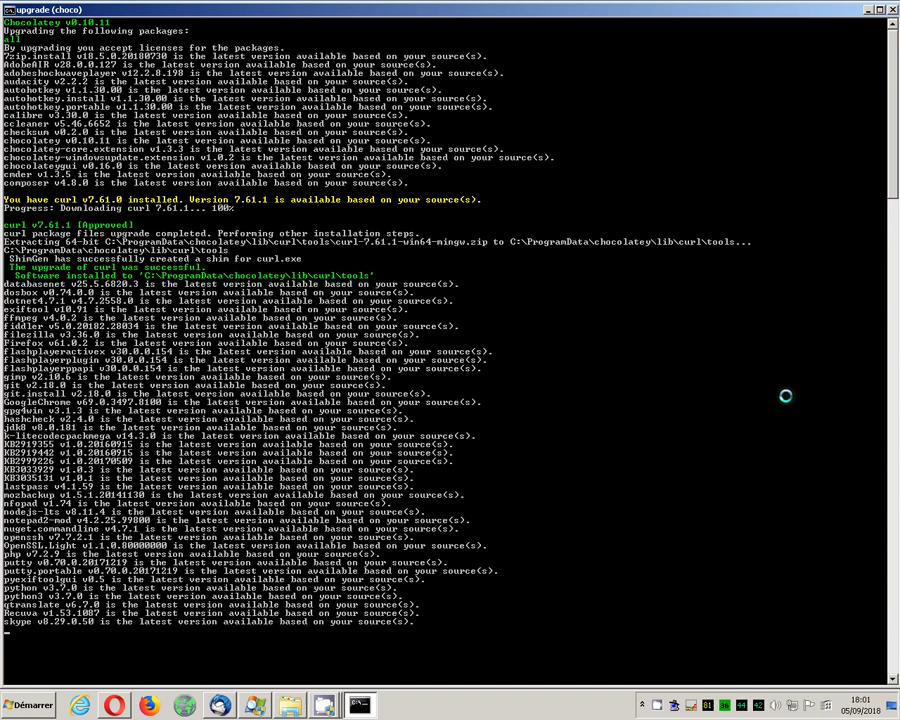 upgrade (choco)
Chocolatey v0.10.11
Upgrading the following packages:
all
By upgrading you accept licenses for the packages.
7zip.install v18.5.0.20180730 is the latest version available based on your source(s).
AdobeAIR v28.0.0.127 is the latest version available based on your source(s).
adobeshockwaveplayer v12.2.8.198 is the latest version available based on your source(s).
audacity v2.2.2 is the latest version available based on your source(s).
autohotkey v1.1.30.00 is the latest version available based on your source(s).
autohotkey.install v1.1.30.00 is the latest version available based on your source(s).
autohotkey.portable v1.1.30.00 is the latest version available based on your source(s).
calibre v3.30.0 is the latest version available based on your source(s).
ccleaner v5.46.6652 is the latest version available based on your source(s).
checksum v0.2.0 is the latest version available based on your source(s).
chocolatey v0.10.11 is the latest version available based on your source(s).
chocolatey-core.extension v1.3.3 is the latest version available based on your source(s).
chocolatey-windowsupdate.extension v1.0.2 is the latest version available based on your source(s).
chocolateygui v0.16.0 is the latest version available based on your source(s).
cmder v1.3.5 is the latest version available based on your source(s).
composer v4.8.0 is the latest version available based on your source(s).
You have curl v7.61.0 installed. Version 7.61.1 is available based on your source(s).
Progress: Downloading curl 7.61.1... 100%
curl v7.61.1 [Approved]
curl package files upgrade completed. Performing other installation steps.
Extracting 64-bit C:\ProgramData\chocolatey\lib\curl\tools\curl-7.61.1-win64-mingw.zip to C:\ProgramData\chocolatey\lib\curl\tools...
C:\ProgramData\chocolatey\lib\curl\tools
ShimGen has successfully created a shim for curl.exe
The upgrade of curl was successful.
Software installed to 'C:\ProgramData\chocolatey\lib\curl\tools'
databasenet v25.5.6820.3 is the latest version available based on your source(s).
dosbox v0.74.0.0 is the latest version available based on your source(s).
dotnet4.7.1 v4.7.2558.0 is the latest version available based on your source(s).
exiftool v10.91 is the latest version available based on your source(s).
ffmpeg v4.0.2 is the latest version available based on your source(s).
fiddler v5.0.20182.28034 is the latest version available based on your source(s).
filezilla v3.36.0 is the latest version available based on your source(s).
Firefox v61.0.2 is the latest version available based on your source(s).
flashplayeractivex v30.0.0.154 is the latest version available based on your source(s).
flashplayerplugin v30.0.0.154 is the latest version available based on your source(s).
flashplayerppapi v30.0.0.154 is the latest version available based on your source(s).
gimp v2.10.6 is the latest version available based on your source(s).
git v2.18.0 is the latest version available based on your source(s).
git.install v2.18.0 is the latest version available based on your source(s).
GoogleChrome v69.0.3497.8100 is the latest version available based on your source(s).
gpg4win v3.1.3 is the latest version available based on your source(s).
hashcheck v2.4.0 is the latest version available based on your source(s).
jdk8 v8.0.181 is the latest version available based on your source(s).
k-litecodecpackmega v14.3.0 is the latest version available based on your source(s).
KB2919355 v1.0.20160915 is the latest version available based on your source(s).
KB2919442 v1.0.20160915 is the latest version available based on your source(s).
KB2999226 v1.0.20170509 is the latest version available based on your source(s).
KB3033929 v1.0.3 is the latest version available based on your source(s).
KB3035131 v1.0.1 is the latest version available based on your source(s).
lastpass v4.1.59 is the latest version available based on your source(s).
mozbackup v1.5.1.20141130 is the latest version available based on your source(s).
nfopad v1.74 is the latest version available based on your source(s).
nodejs-lts v8.11.4 is the latest version available based on your source(s).
notepad2-mod v4.2.25.99800 is the latest version available based on your source(s).
nuget.commandline v4.7.1 is the latest version available based on your source(s).
openssh v7.7.2.1 is the latest version available based on your source(s).
OpenSSL.Light v1.1.0.80000000 is the latest version available based on your source(s).
php v7.2.9 is the latest version available based on your source(s).
putty v0.70.0.20171219 is the latest version available based on your source(s).
putty.portable v0.70.0.20171219 is the latest version available based on your source(s).
pyexiftoolgui v0.5 is the latest version available based on your source(s).
python v3.7.0 is the latest version available based on your source(s).
python3 v3.7.0 is the latest version available based on your source(s).
qtranslate v6.7.0 is the latest version available based on your source(s).
Recuva v1.53.1087 is the latest version available based on your source(s).
skype v8.29.0.50 is the latest version available based on your source(s).
Démarrer
81 36 44 42
18:01
05/09/2018